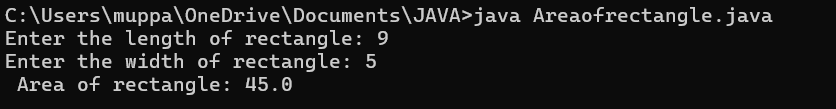 C:\Users\muppa\OneDrive\Documents\JAVA>java Areaofrectangle.java
Enter the length of rectangle: 9
Enter the width of rectangle: 5
 Area of rectangle: 45.0